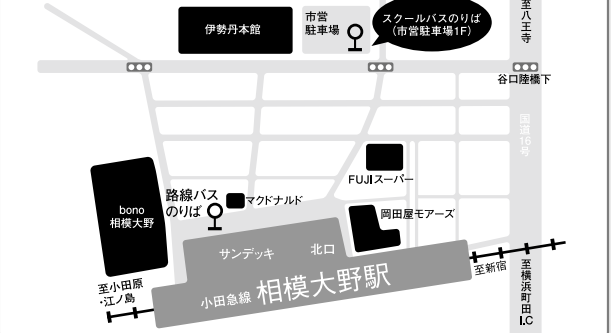 至八王寺
伊勢丹本館
市営
駐車場
スクールバスのりば
(市営駐車場1F)
谷口陸橋下
国道16号
FUJIスーパー
路線バス
のりば
マクドナルド
岡田屋モアーズ
bono
相模大野
サンデッキ
北口
小田急線 相模大野駅
至小田原
・江ノ島
至新宿
至横浜町田I.C